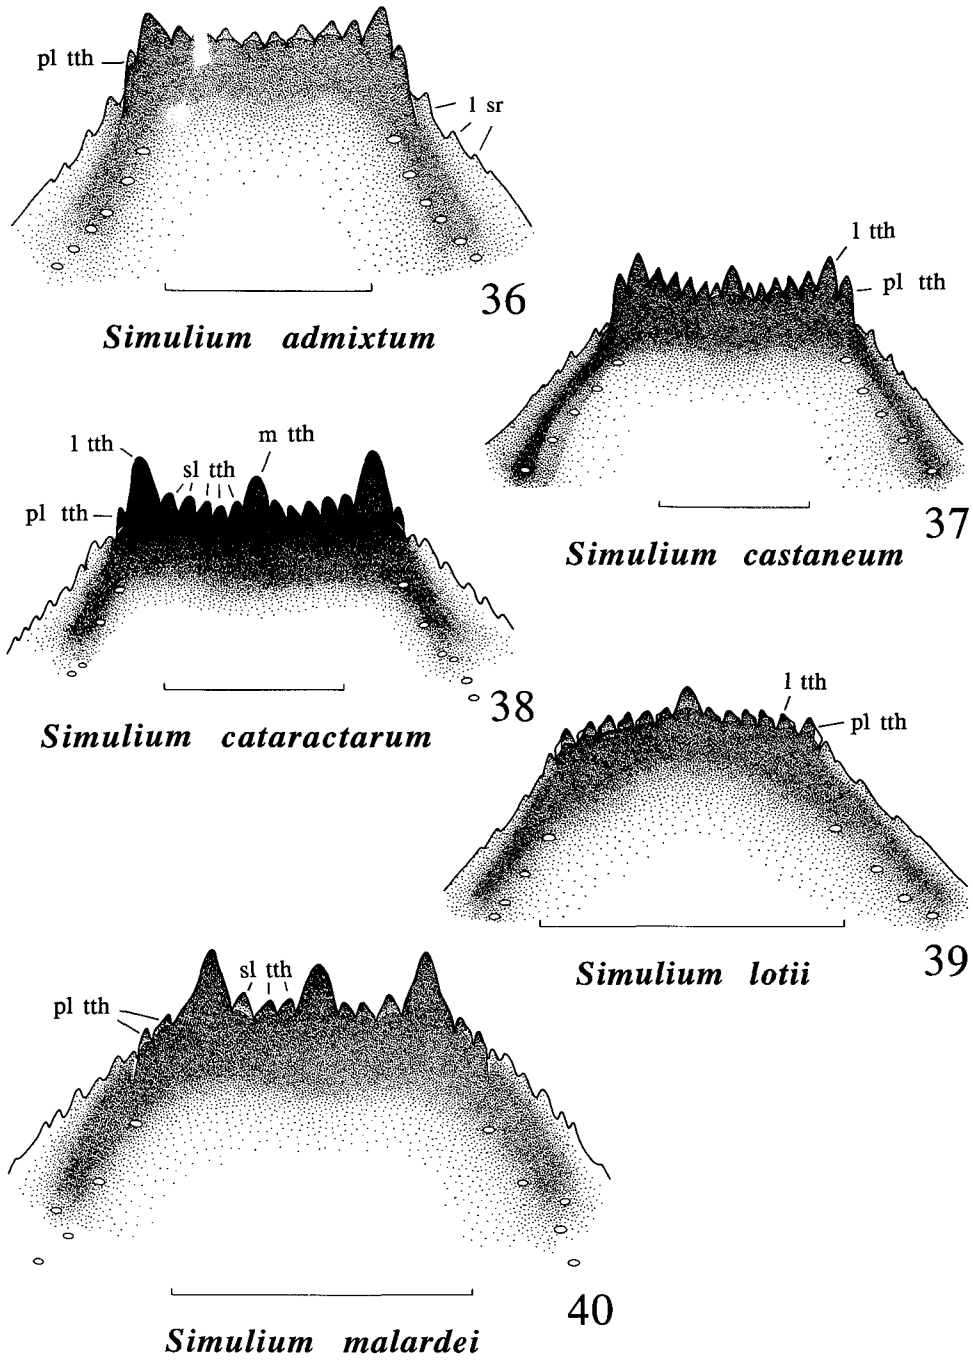 pl tth
l sr
36
Simulium admixtum
l tth
pl tth
37
Simulium castaneum
l tth
sl tth
m tth
pl tth
38
Simulium cataractarum
l tth
pl tth
39
Simulium lotii
sl tth
pl tth
40
Simulium malardei